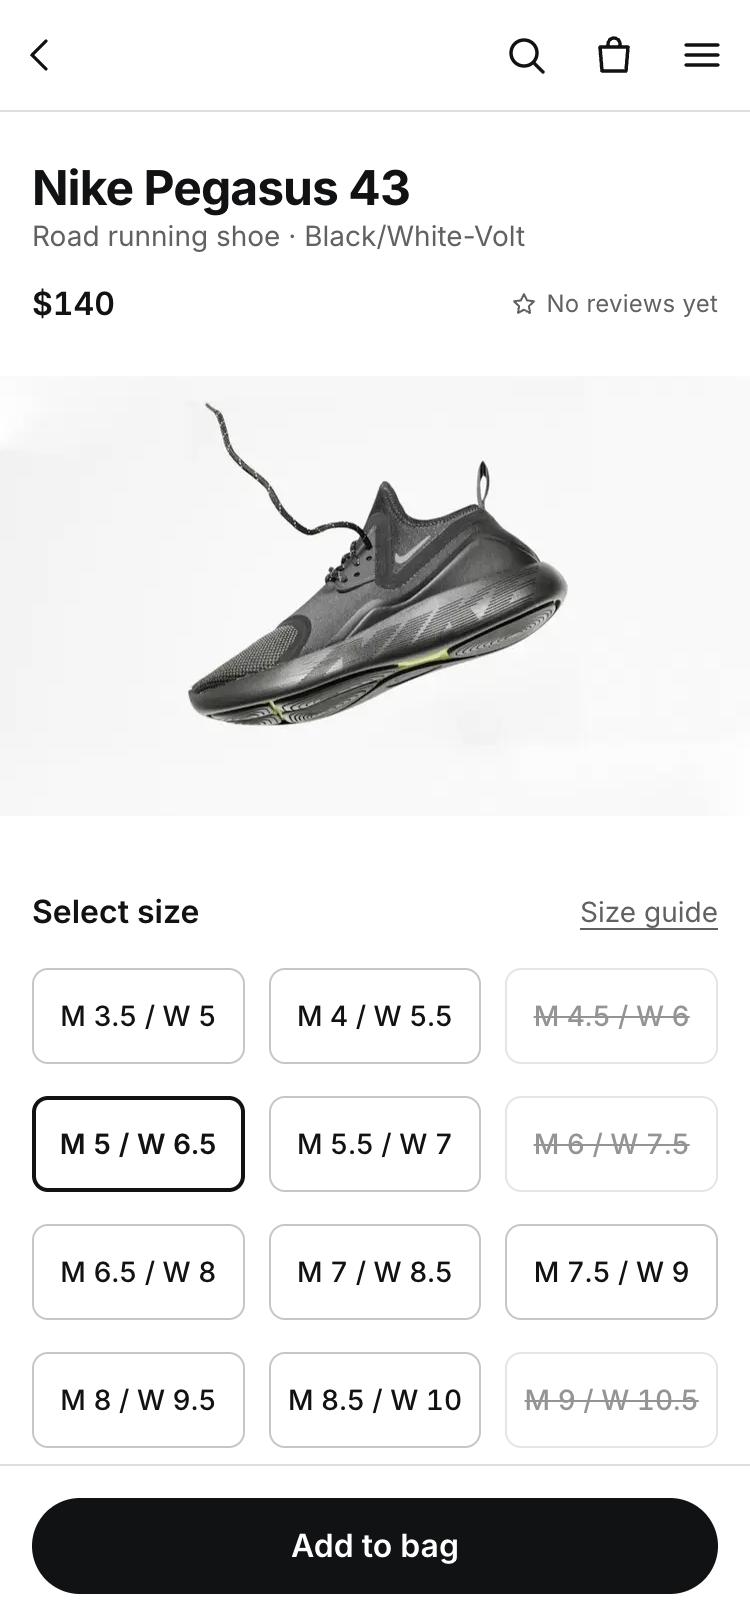 Nike Pegasus 43
Road running shoe · Black/White-Volt
$140
No reviews yet
Select size
Size guide
M 3.5 / W 5
M 4 / W 5.5
M 4.5 / W 6
M 5 / W 6.5
M 5.5 / W 7
M 6 / W 7.5
M 6.5 / W 8
M 7 / W 8.5
M 7.5 / W 9
M 8 / W 9.5
M 8.5 / W 10
M 9 / W 10.5
Add to bag